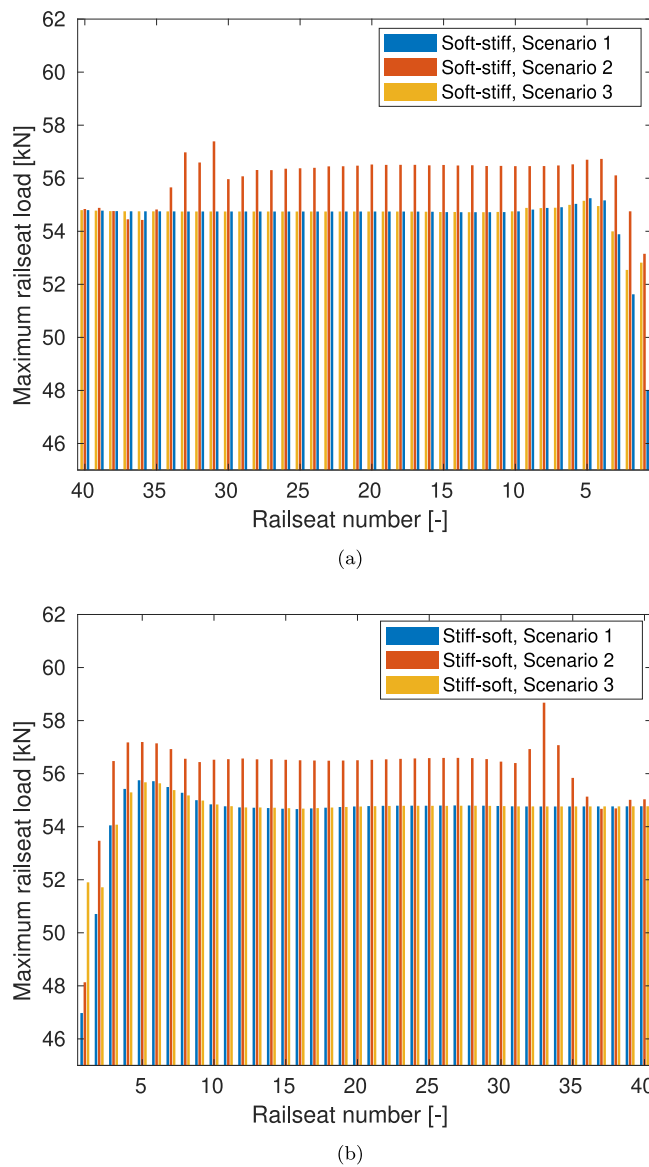 62
60
58
56
54
52
50
48
46
Maximum railseat load [kN]
Soft-stiff, Scenario 1
Soft-stiff, Scenario 2
Soft-stiff, Scenario 3
40 35 30 25 20 15 10 5
Railseat number [-]
(a)
62
60
58
56
54
52
50
48
46
Maximum railseat load [kN]
Stiff-soft, Scenario 1
Stiff-soft, Scenario 2
Stiff-soft, Scenario 3
5 10 15 20 25 30 35 40
Railseat number [-]
(b)